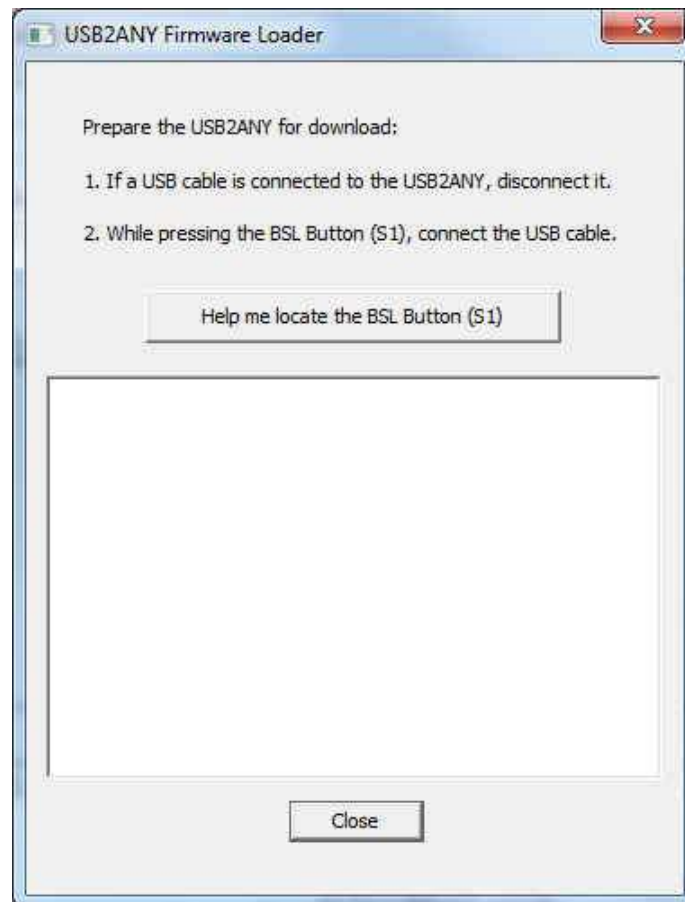 USB2ANY Firmware Loader
Prepare the USB2ANY for download:
1. If a USB cable is connected to the USB2ANY, disconnect it.
2. While pressing the BSL Button (S1), connect the USB cable.
Help me locate the BSL Button (S1)
Close